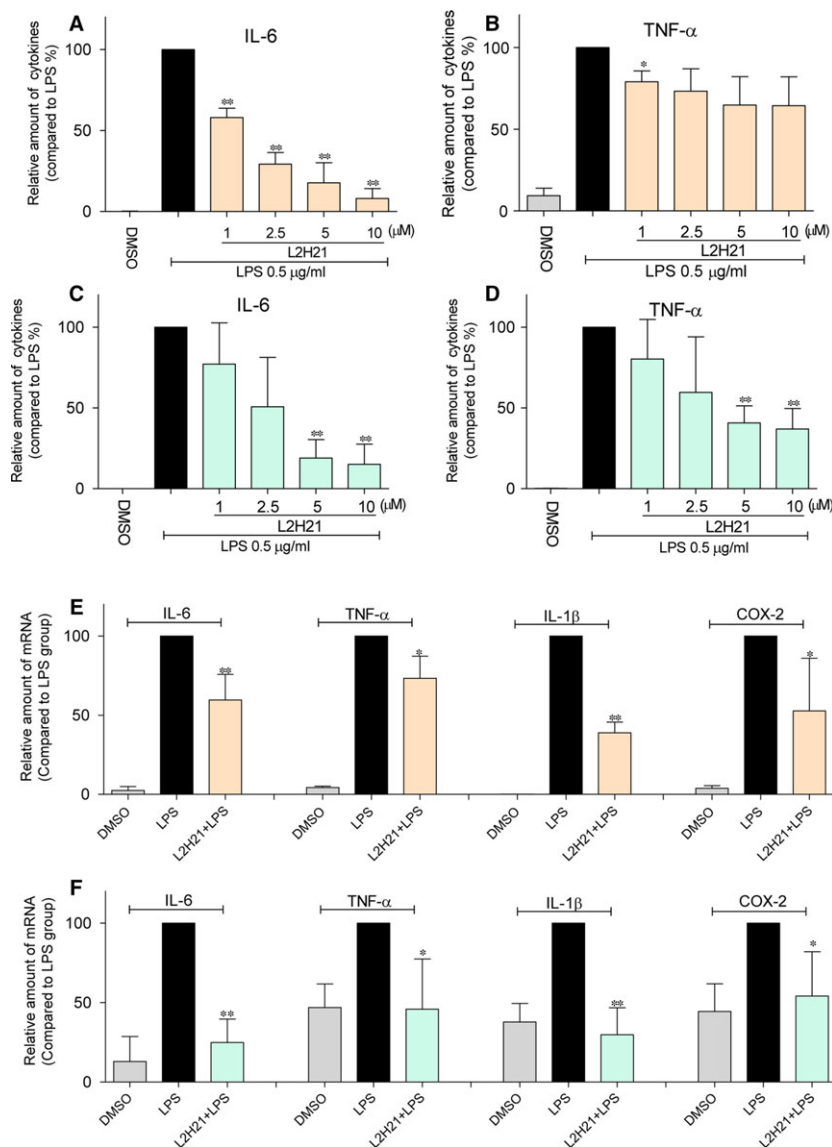 A
IL-6
Relative amount of cytokines
(compared to LPS %)
100
50
0
**
**
**
**
DMSO
1
2.5
5
10
(μM)
L2H21
LPS 0.5 μg/ml
B
TNF-α
Relative amount of cytokines
(compared to LPS %)
100
50
0
*
DMSO
1
2.5
5
10
(μM)
L2H21
LPS 0.5 μg/ml
C
IL-6
Relative amount of cytokines
(compared to LPS %)
100
50
0
**
**
DMSO
1
2.5
5
10
(μM)
L2H21
LPS 0.5 μg/ml
D
TNF-α
Relative amount of cytokines
(compared to LPS %)
100
50
0
**
**
DMSO
1
2.5
5
10
(μM)
L2H21
LPS 0.5 μg/ml
E
IL-6
TNF-α
IL-1β
COX-2
Relative amount of mRNA
(Compared to LPS group)
100
50
0
**
*
**
*
DMSO
LPS
L2H21+LPS
DMSO
LPS
L2H21+LPS
DMSO
LPS
L2H21+LPS
DMSO
LPS
L2H21+LPS
F
IL-6
TNF-α
IL-1β
COX-2
Relative amount of mRNA
(Compared to LPS group)
100
50
0
**
*
**
*
DMSO
LPS
L2H21+LPS
DMSO
LPS
L2H21+LPS
DMSO
LPS
L2H21+LPS
DMSO
LPS
L2H21+LPS